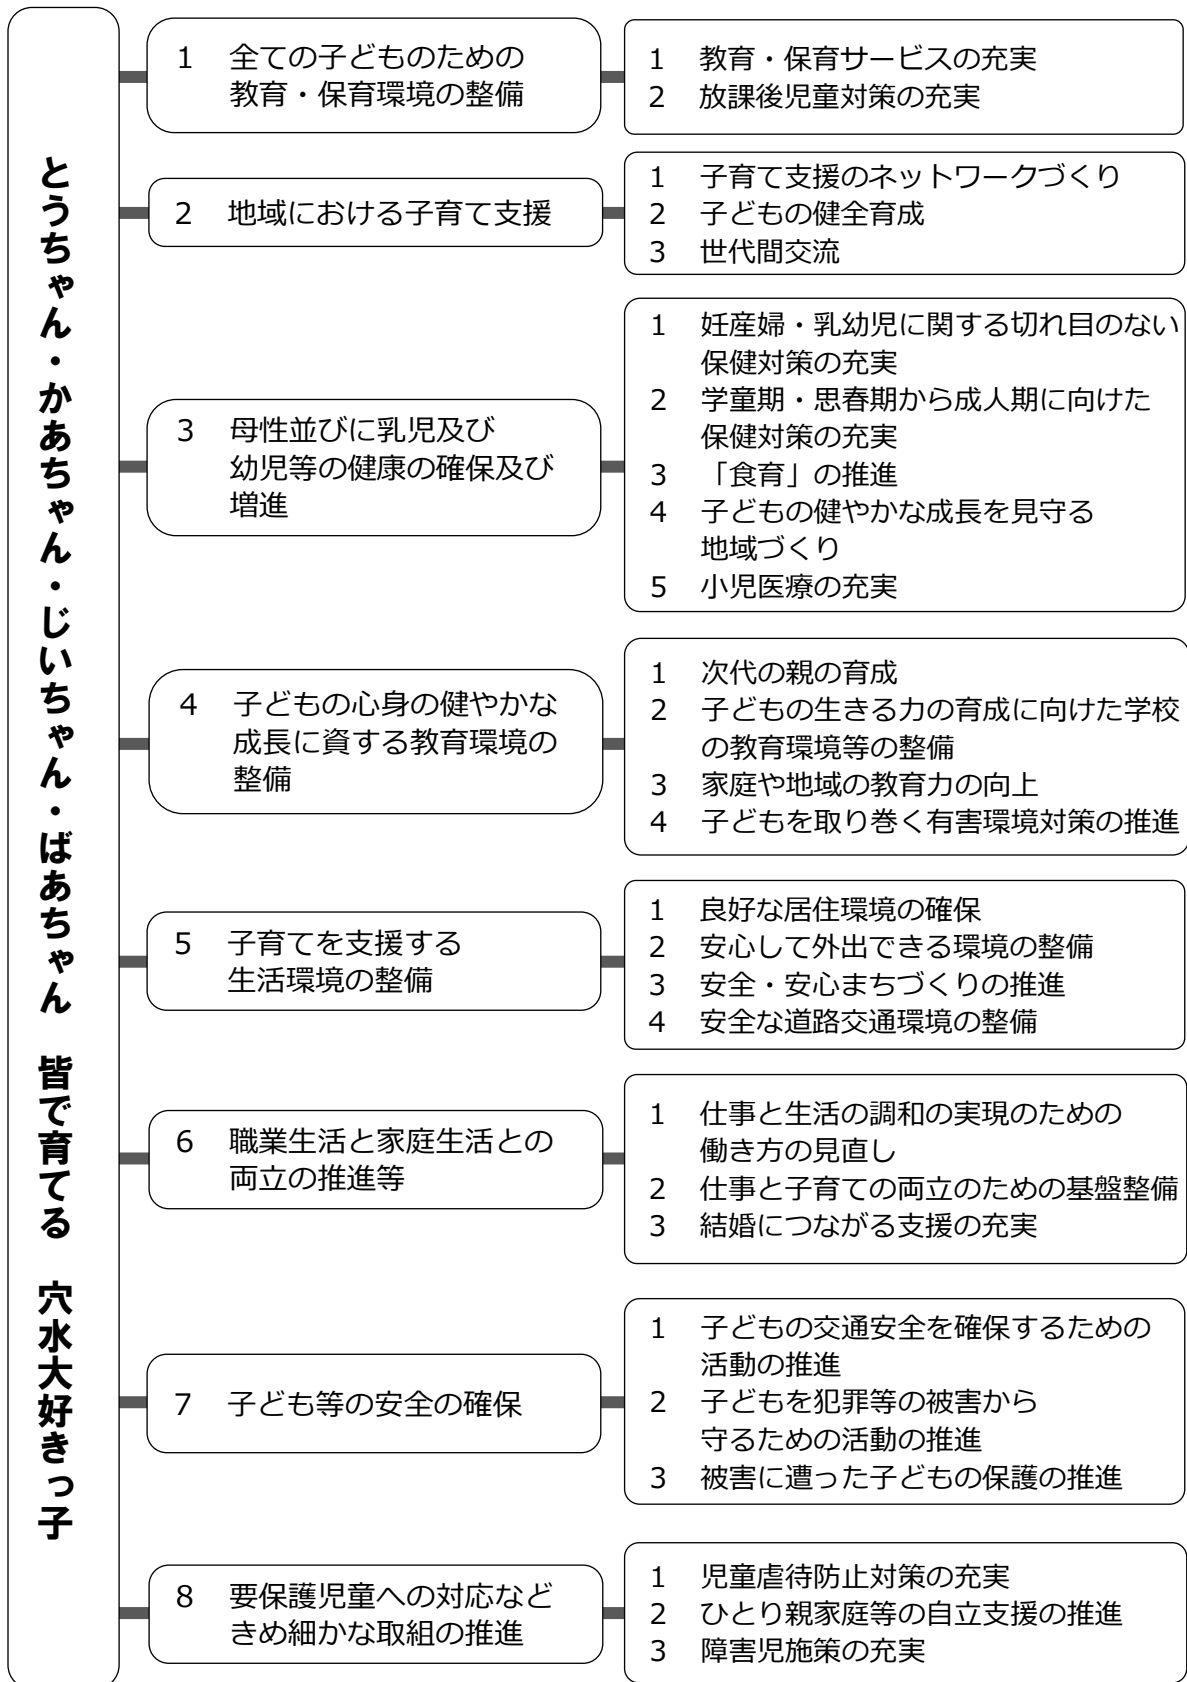 とうちゃん・かあちゃん・じいちゃん・ばあちゃん　皆で育てる　穴水大好きっ子
1　全ての子どものための
教育・保育環境の整備
1　教育・保育サービスの充実
2　放課後児童対策の充実
2　地域における子育て支援
1　子育て支援のネットワークづくり
2　子どもの健全育成
3　世代間交流
3　母性並びに乳児及び
幼児等の健康の確保及び
増進
1　妊産婦・乳幼児に関する切れ目のない
保健対策の充実
2　学童期・思春期から成人期に向けた
保健対策の充実
3　「食育」の推進
4　子どもの健やかな成長を見守る
地域づくり
5　小児医療の充実
4　子どもの心身の健やかな
成長に資する教育環境の
整備
1　次代の親の育成
2　子どもの生きる力の育成に向けた学校
の教育環境等の整備
3　家庭や地域の教育力の向上
4　子どもを取り巻く有害環境対策の推進
5　子育てを支援する
生活環境の整備
1　良好な居住環境の確保
2　安心して外出できる環境の整備
3　安全・安心まちづくりの推進
4　安全な道路交通環境の整備
6　職業生活と家庭生活との
両立の推進等
1　仕事と生活の調和の実現のための
働き方の見直し
2　仕事と子育ての両立のための基盤整備
3　結婚につながる支援の充実
7　子ども等の安全の確保
1　子どもの交通安全を確保するための
活動の推進
2　子どもを犯罪等の被害から
守るための活動の推進
3　被害に遭った子どもの保護の推進
8　要保護児童への対応など
きめ細かな取組の推進
1　児童虐待防止対策の充実
2　ひとり親家庭等の自立支援の推進
3　障害児施策の充実